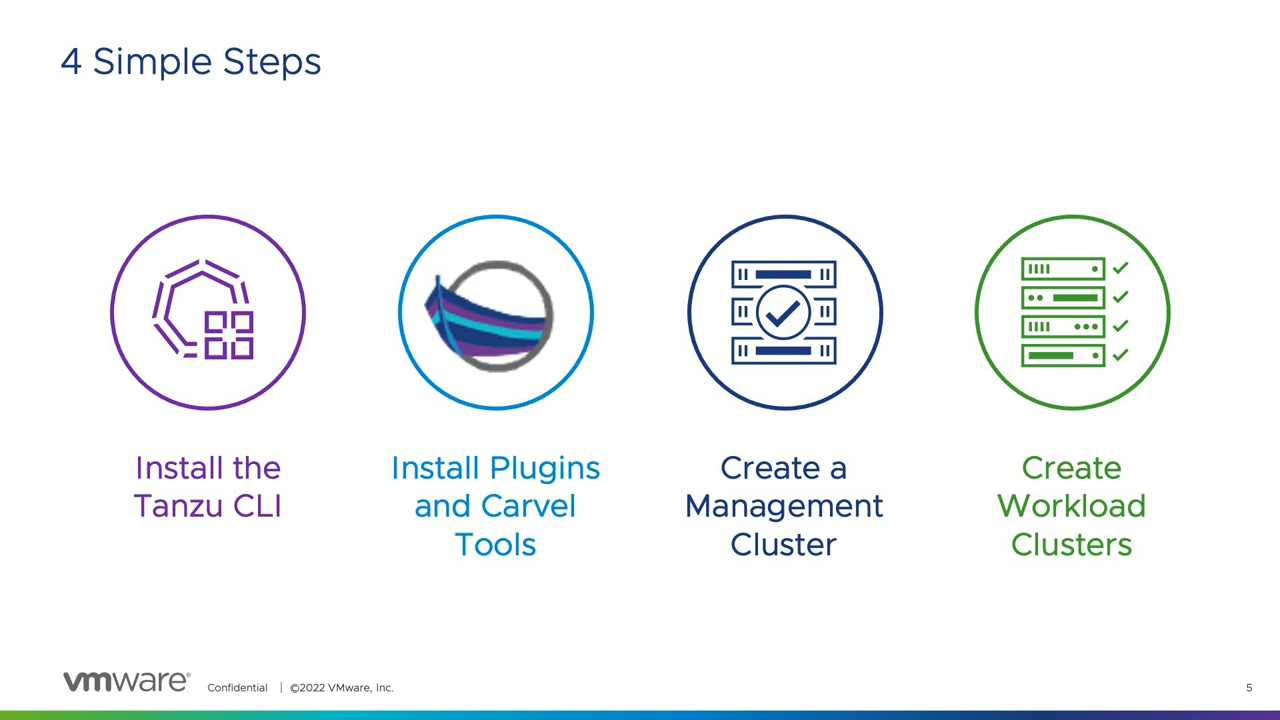 4 Simple Steps
Install the
Tanzu CLI
Install Plugins
and Carvel
Tools
Create a
Management
Cluster
Create
Workload
Clusters
vmware®
Confidential | ©2022 VMware, Inc.
5